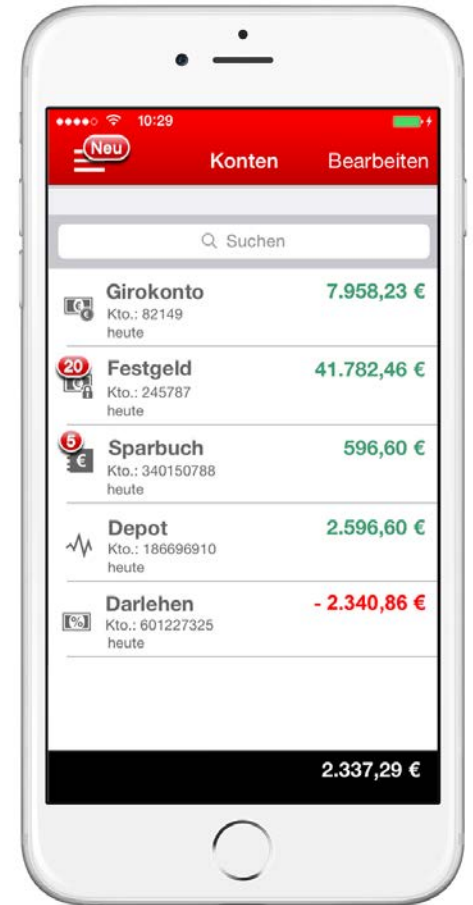 10:29
Neu
Konten
Bearbeiten
Suchen
Girokonto
7.958,23 €
Kto.: 82149
heute
20
Festgeld
41.782,46 €
Kto.: 245787
heute
5
Sparbuch
596,60 €
Kto.: 340150788
heute
Depot
2.596,60 €
Kto.: 186696910
heute
Darlehen
- 2.340,86 €
Kto.: 601227325
heute
2.337,29 €